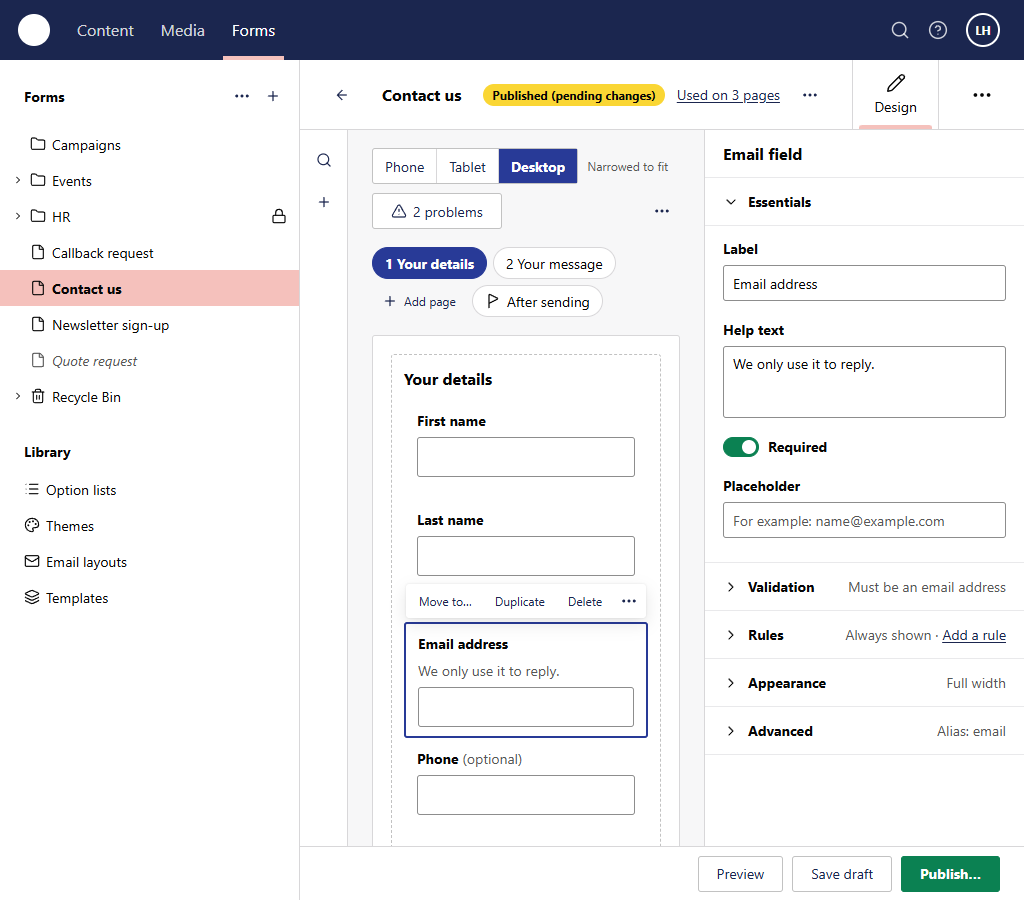 Content Media Forms LH
Forms
Campaigns
Events
HR
Callback request
Contact us
Newsletter sign-up
Quote request
Recycle Bin
Library
Option lists
Themes
Email layouts
Templates
Contact us Published (pending changes) Used on 3 pages
Design
Phone Tablet Desktop Narrowed to fit
2 problems
1 Your details 2 Your message
Add page After sending
Your details
First name
Last name
Move to... Duplicate Delete
Email address
We only use it to reply.
Phone (optional)
Email field
Essentials
Label
Email address
Help text
We only use it to reply.
Required
Placeholder
For example: name@example.com
Validation Must be an email address
Rules Always shown · Add a rule
Appearance Full width
Advanced Alias: email
Preview Save draft Publish...